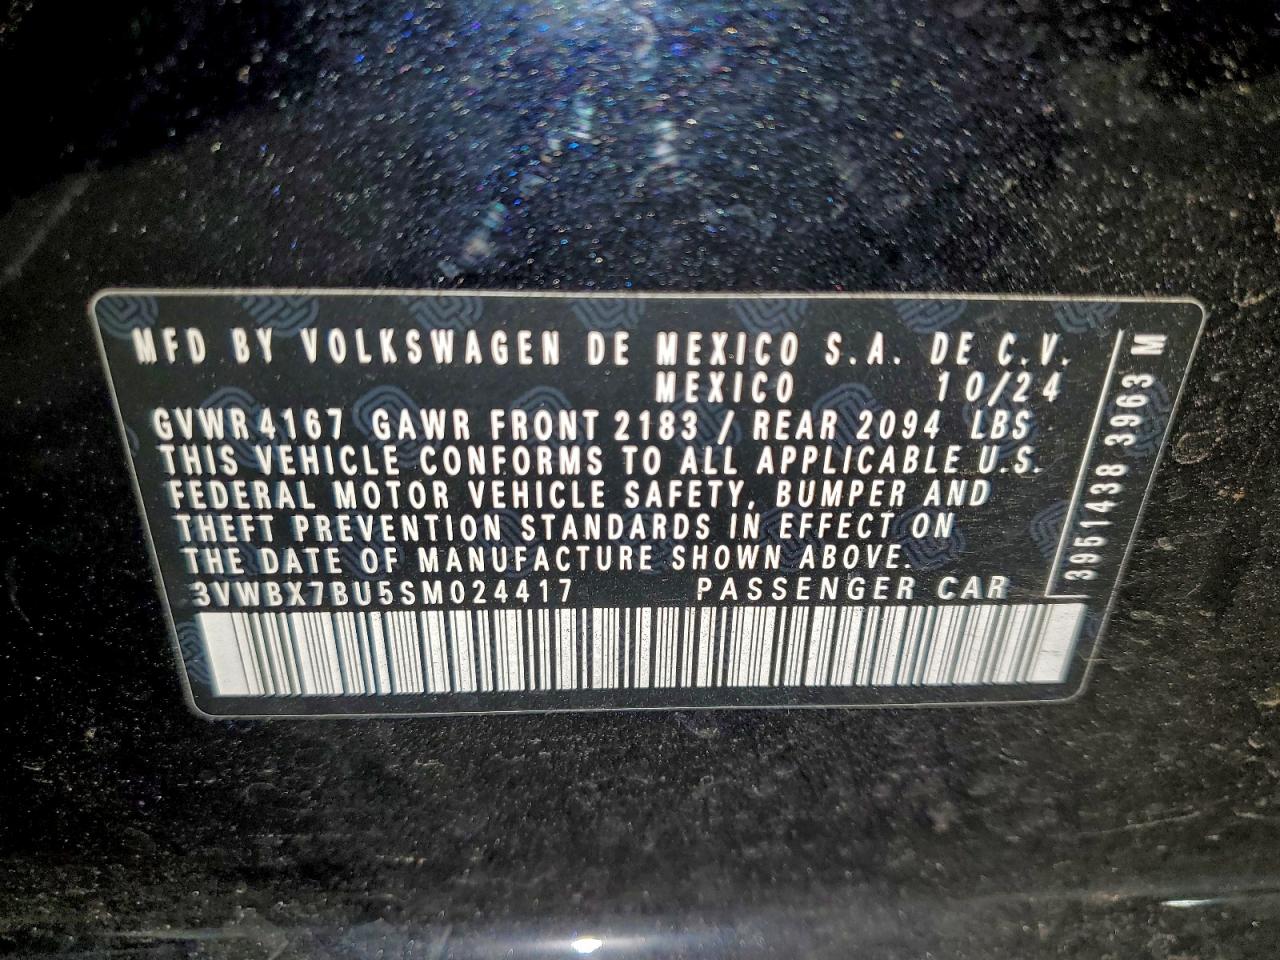 MFD BY VOLKSWAGEN DE MEXICO S.A. DE C.V.
MEXICO 10/24
GVWR 4167 GAWR FRONT 2183 / REAR 2094 LBS
THIS VEHICLE CONFORMS TO ALL APPLICABLE U.S.
FEDERAL MOTOR VEHICLE SAFETY, BUMPER AND
THEFT PREVENTION STANDARDS IN EFFECT ON
THE DATE OF MANUFACTURE SHOWN ABOVE.
3VWBX7BU5SM024417 PASSENGER CAR
3951438 3963 M